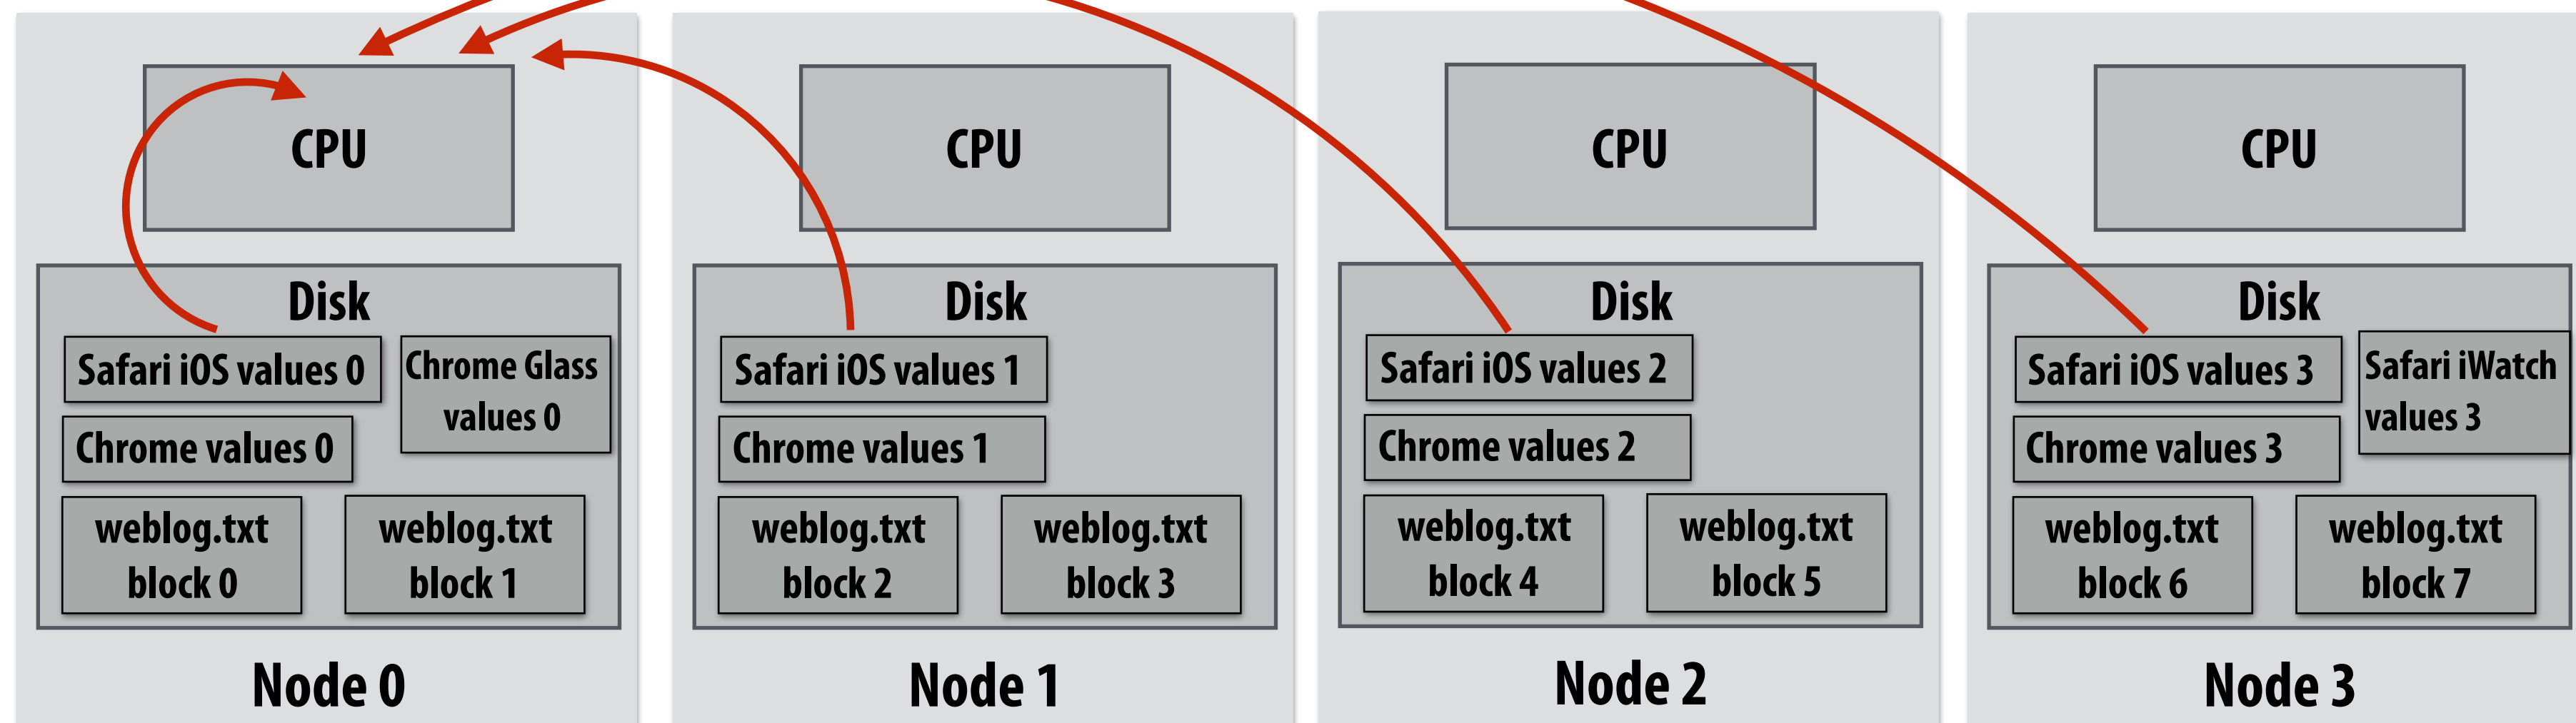 CPU
Disk
Safari iOS values 0
Chrome Glass
values 0
Chrome values 0
weblog.txt
block 0
weblog.txt
block 1
Node 0
CPU
Disk
Safari iOS values 1
Chrome values 1
weblog.txt
block 2
weblog.txt
block 3
Node 1
CPU
Disk
Safari iOS values 2
Chrome values 2
weblog.txt
block 4
weblog.txt
block 5
Node 2
CPU
Disk
Safari iOS values 3
Safari iWatch
values 3
Chrome values 3
weblog.txt
block 6
weblog.txt
block 7
Node 3